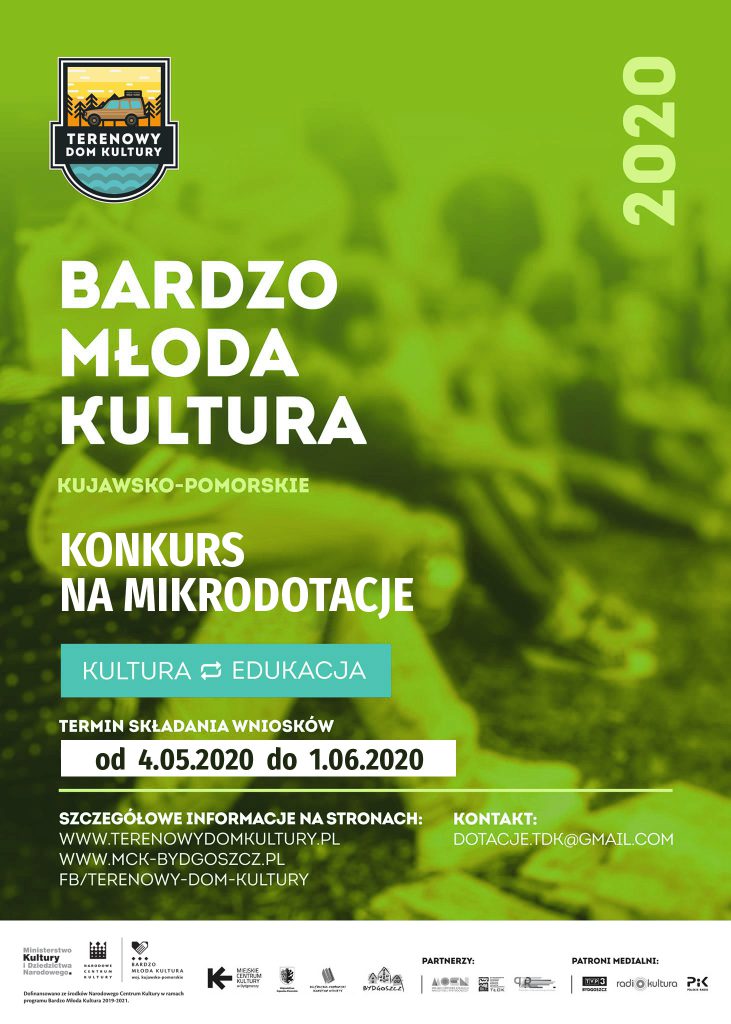 TERENOWY
DOM KULTURY
2020
BARDZO
MŁODA
KULTURA
KUJAWSKO-POMORSKIE
KONKURS
NA MIKRODOTACJE
KULTURA EDUKACJA
TERMIN SKŁADANIA WNIOSKÓW
od 4.05.2020 do 1.06.2020
SZCZEGÓŁOWE INFORMACJE NA STRONACH:
WWW.TERENOWYDOMKULTURY.PL
WWW.MCK-BYDGOSZCZ.PL
FB/TERENOWY-DOM-KULTURY
KONTAKT:
DOTACJE.TDK@GMAIL.COM
Ministerstwo
Kultury
i Dziedzictwa
Narodowego.
NARODOWE
CENTRUM
KULTURY
BARDZO
MŁODA KULTURA
woj. kujawsko-pomorskie
Dofinansowano ze środków Narodowego Centrum Kultury w ramach
programu Bardzo Młoda Kultura 2019-2021.
MIEJSKIE
CENTRUM
KULTURY
w Bydgoszczy
BYDGOSZCZ
PARTNERZY:
TŁOK
PATRONI MEDIALNI:
TVP3
BYDGOSZCZ
radio kultura
PiK
POLSKIE RADIO